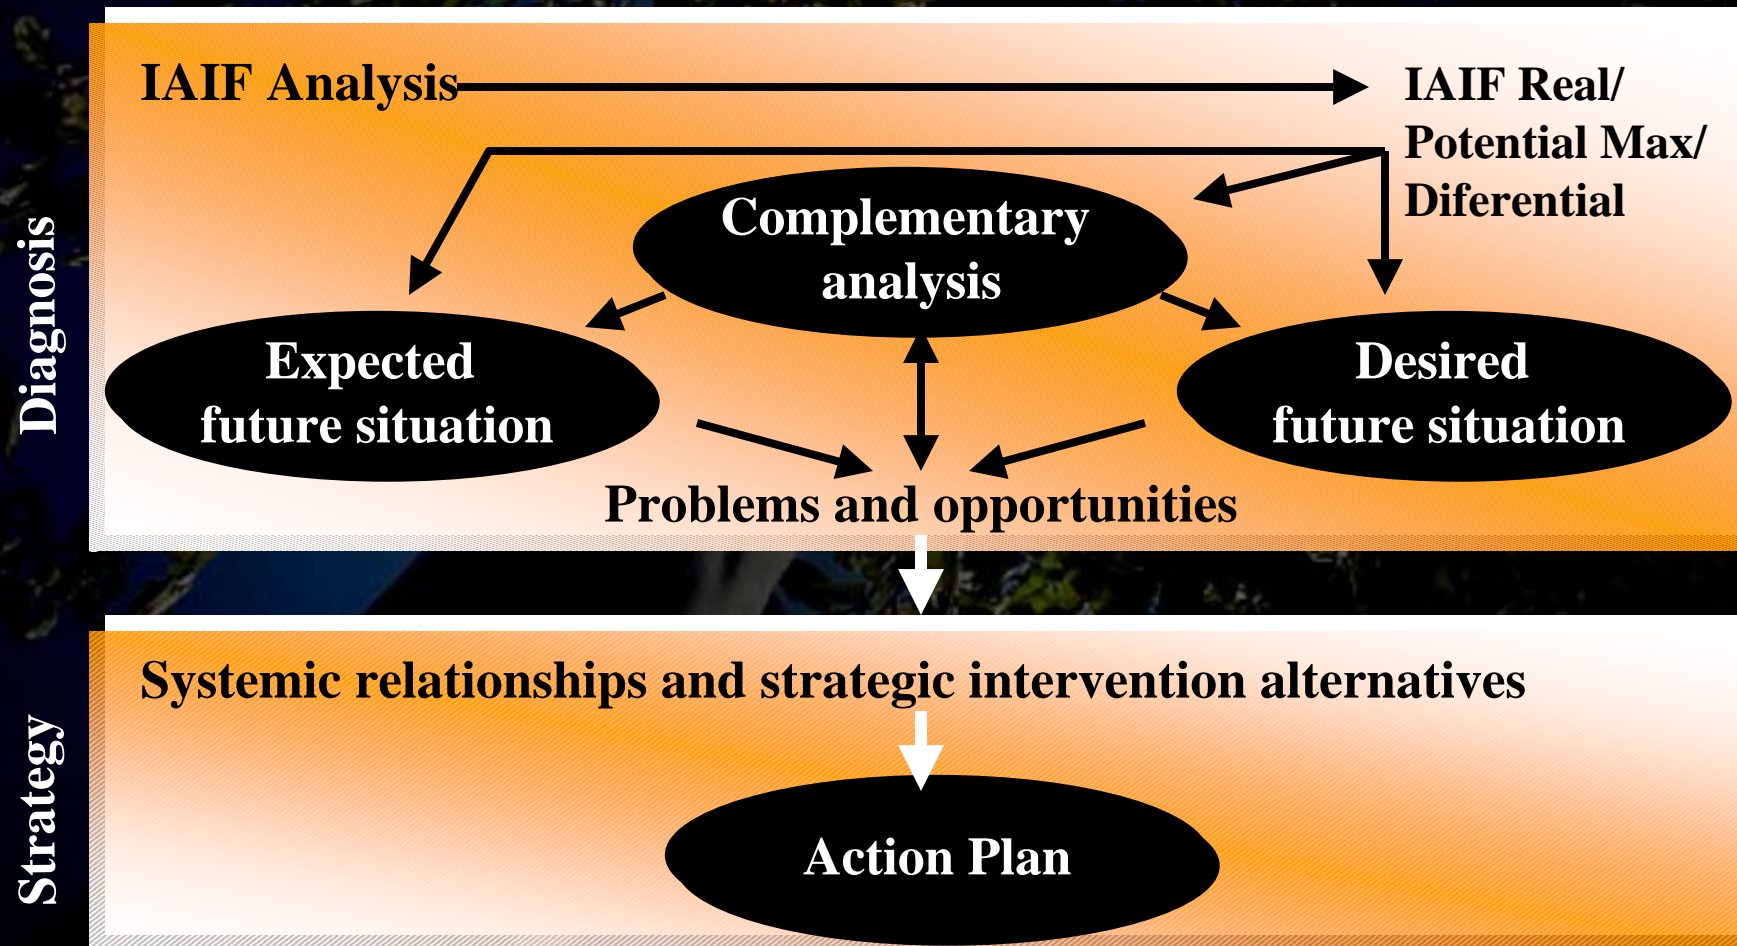 IAIF Analysis
IAIF Real/
Potential Max/
Diferential
Complementary
analysis
Expected
future situation
Desired
future situation
Problems and opportunities
Diagnosis
Systemic relationships and strategic intervention alternatives
Action Plan
Strategy